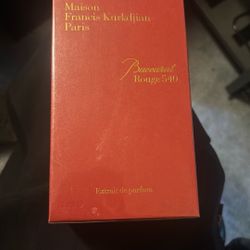 Maison
Francis Kurkdjian
Paris
Baccarat
Rouge 540
Extrait de parfum